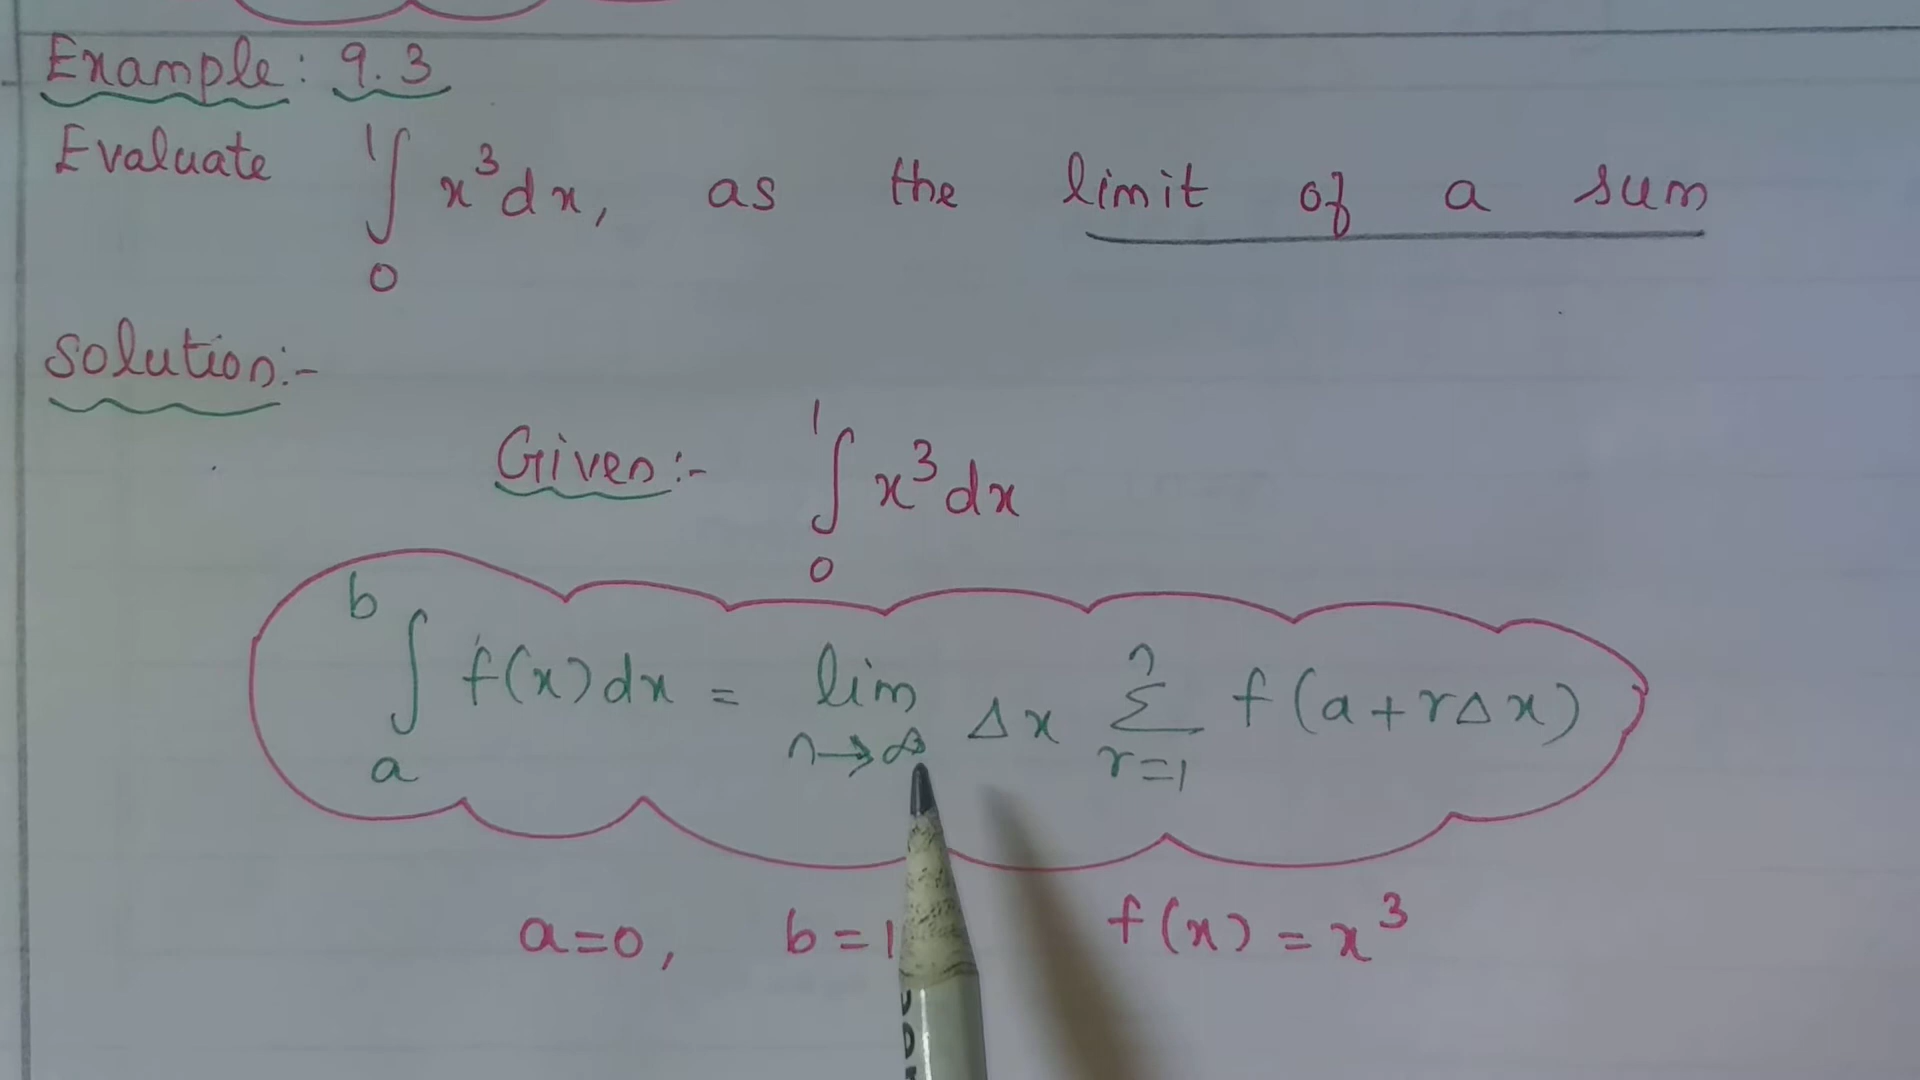 Example: 9.3
Evaluate ∫₀¹ x³dx, as the limit of a sum
Solution:-
Given:- ∫₀¹ x³dx
∫ₐᵇ f(x)dx = lim n→∞ Δx Σ r=1 n f(a+rΔx)
a=0, b=1 f(x)=x³